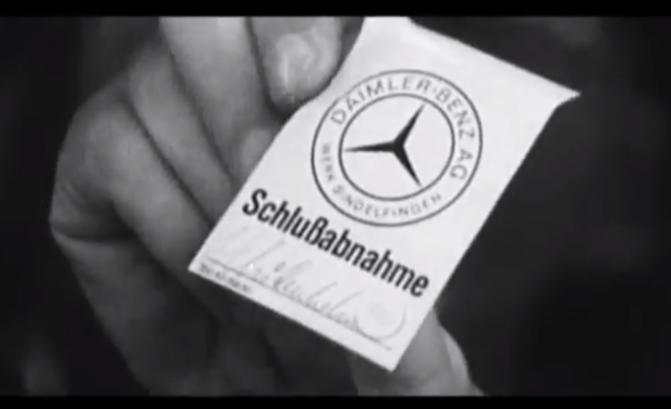 DAIMLER-BENZ AG
WERK SINDELFINGEN
Schlußabnahme